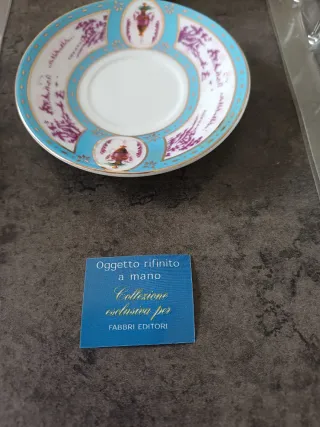 Oggetto rifinito
a mano
Collezione
esclusiva per
FABBRI EDITORI